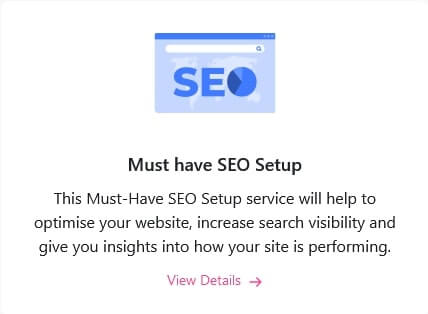 SEO
Must have SEO Setup
This Must-Have SEO Setup service will help to
optimise your website, increase search visibility and
give you insights into how your site is performing.
View Details →